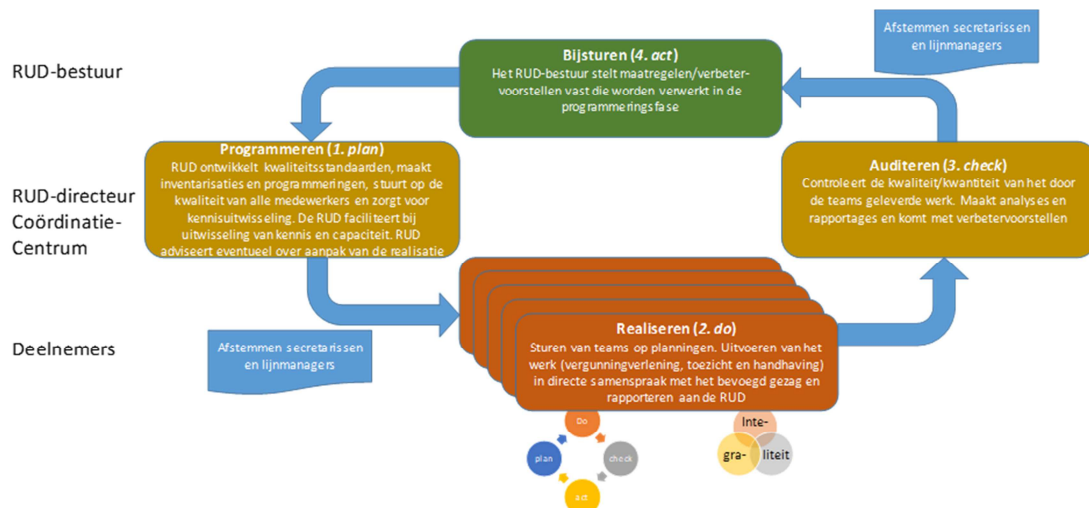 Afstemmen secretarissen
en lijnmanagers
RUD-bestuur
Bijsturen (4. act)
Het RUD-bestuur stelt maatregelen/verbeter-
voorstellen vast die worden verwerkt in de
programmeringsfase
RUD-directeur
Coördinatie-
Centrum
Programmeren (1. plan)
RUD ontwikkelt kwaliteitsstandaarden, maakt
inventarisaties en programmeringen, stuurt op de
kwaliteit van alle medewerkers en zorgt voor
kennisuitwisseling. De RUD faciliteert bij
uitwisseling van kennis en capaciteit. RUD
adviseert eventueel over aanpak van de realisatie
Auditeren (3. check)
Controleert de kwaliteit/kwantiteit van het door
de teams geleverde werk. Maakt analyses en
rapportages en komt met verbetervoorstellen
Deelnemers
Afstemmen secretarissen
en lijnmanagers
Realiseren (2. do)
Sturen van teams op planningen. Uitvoeren van het
werk (vergunningverlening, toezicht en handhaving)
in directe samenspraak met het bevoegd gezag en
rapporteren aan de RUD
Do
plan
check
act
Inte-
gra-
liteit